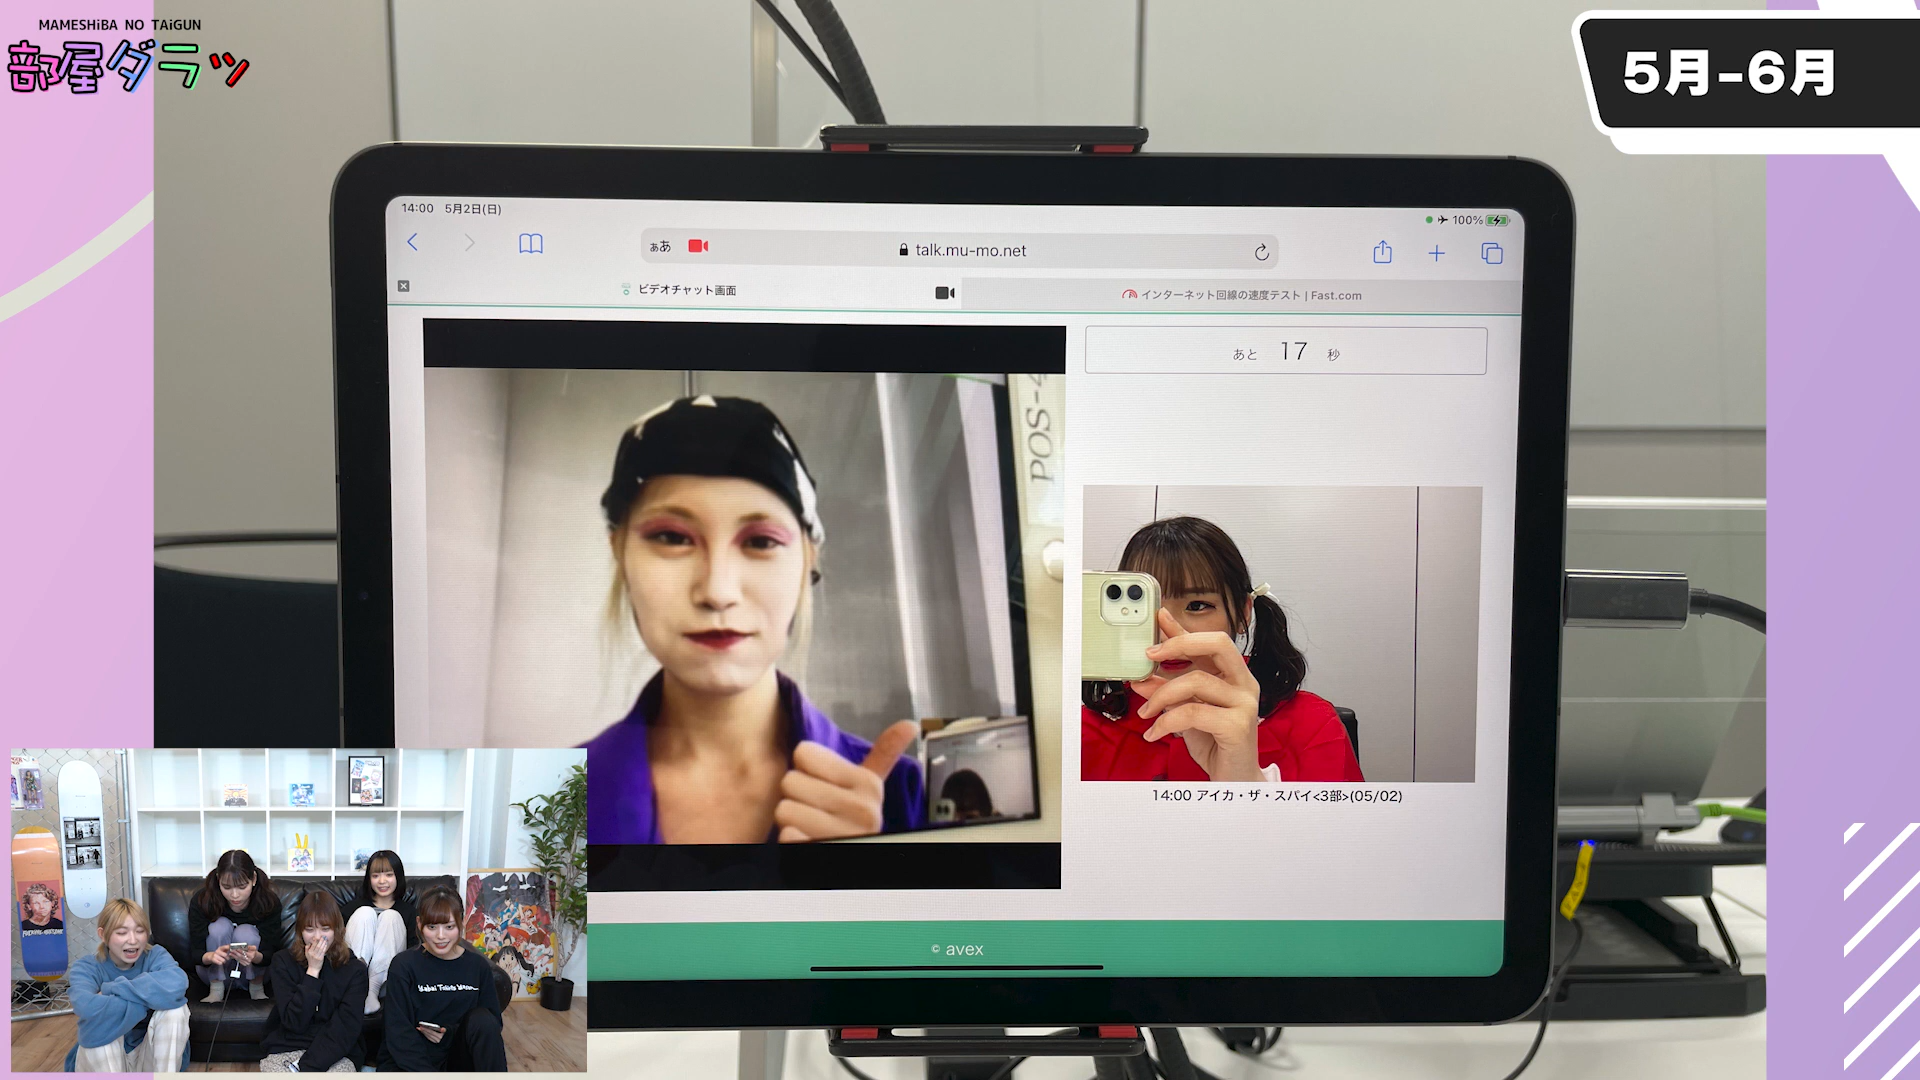 MAMESHiBA NO TAiGUN
部屋ダラッ
5月-6月
14:00 5月2日(日)
100%
ぁあ
talk.mu-mo.net
ビデオチャット画面
インターネット回線の速度テスト | Fast.com
あと 17 秒
POS-4
14:00 アイカ・ザ・スパイ<3部>(05/02)
© avex